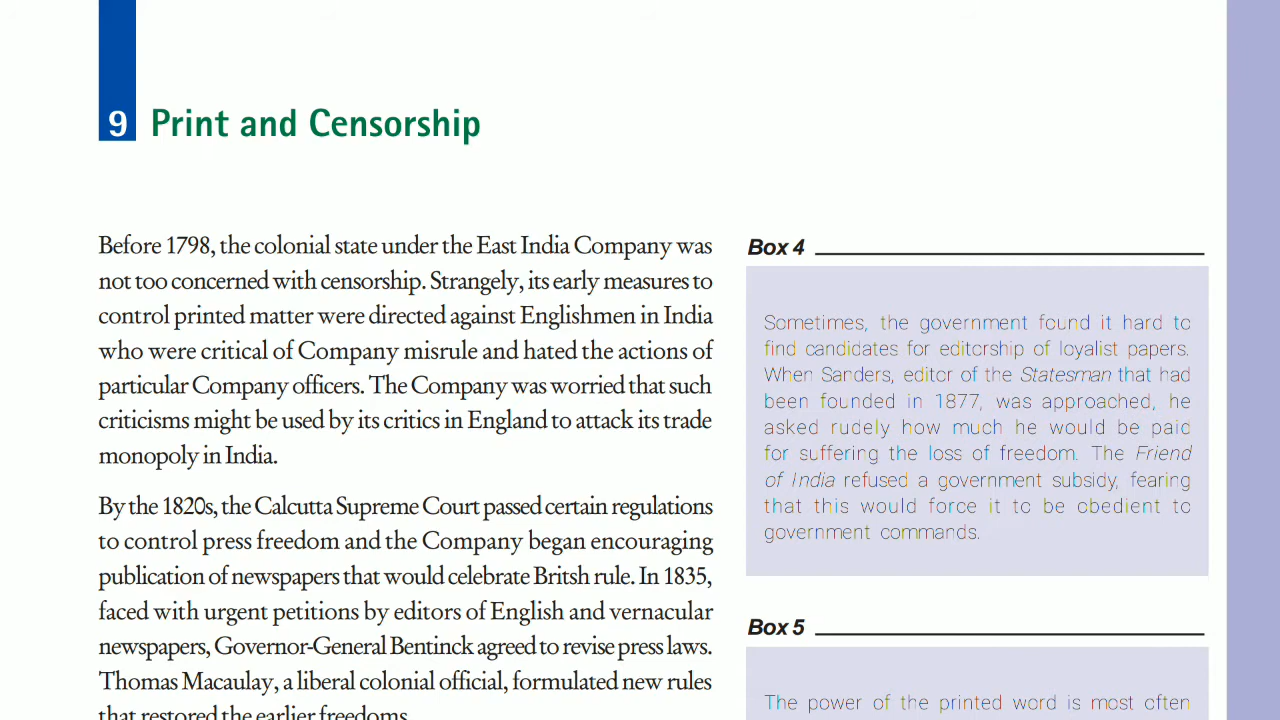 9 Print and Censorship
Before 1798, the colonial state under the East India Company was
not too concerned with censorship. Strangely, its early measures to
control printed matter were directed against Englishmen in India
who were critical of Company misrule and hated the actions of
particular Company officers. The Company was worried that such
criticisms might be used by its critics in England to attack its trade
monopoly in India.
By the 1820s, the Calcutta Supreme Court passed certain regulations
to control press freedom and the Company began encouraging
publication of newspapers that would celebrate Britsh rule. In 1835,
faced with urgent petitions by editors of English and vernacular
newspapers, Governor-General Bentinck agreed to revise press laws.
Thomas Macaulay, a liberal colonial official, formulated new rules
that restored the earlier freedoms.
Box 4
Sometimes, the government found it hard to
find candidates for editorship of loyalist papers.
When Sanders, editor of the Statesman that had
been founded in 1877, was approached, he
asked rudely how much he would be paid
for suffering the loss of freedom. The Friend
of India refused a government subsidy, fearing
that this would force it to be obedient to
government commands.
Box 5
The power of the printed word is most often